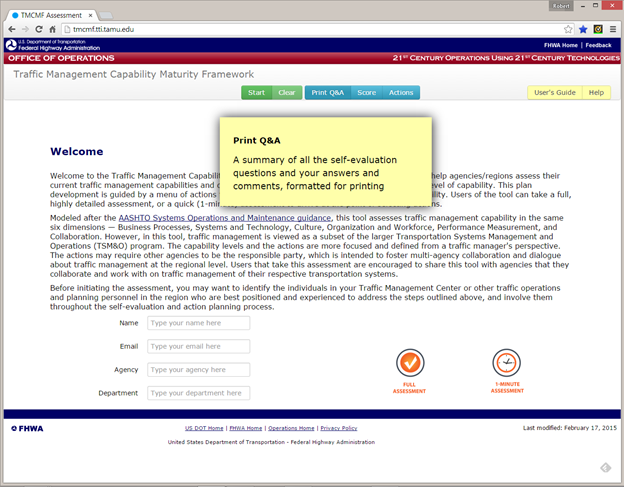 Robert
TMCMF Assessment
tmcmf.tti.tamu.edu
U.S. Department of Transportation
Federal Highway Administration
FHWA Home | Feedback
OFFICE OF OPERATIONS
21ST CENTURY OPERATIONS USING 21ST CENTURY TECHNOLOGIES
Traffic Management Capability Maturity Framework
Start Clear Print Q&A Score Actions User's Guide Help
Print Q&A
A summary of all the self-evaluation
questions and your answers and
comments, formatted for printing
Welcome
Welcome to the Traffic Management Capabil help agencies/regions assess their
current traffic management capabilities and level of capability. This plan
development is guided by a menu of actions bility. Users of the tool can take a full,
highly detailed assessment, or a quick (1-min
Modeled after the AASHTO Systems Operations and Maintenance guidance, this tool assesses traffic management capability in the same
six dimensions — Business Processes, Systems and Technology, Culture, Organization and Workforce, Performance Measurement, and
Collaboration. However, in this tool, traffic management is viewed as a subset of the larger Transportation Systems Management and
Operations (TSM&O) program. The capability levels and the actions are more focused and defined from a traffic manager's perspective.
The actions may require other agencies to be the responsible party, which is intended to foster multi-agency collaboration and dialogue
about traffic management at the regional level. Users that take this assessment are encouraged to share this tool with agencies that they
collaborate and work with on traffic management of their respective transportation systems.
Before initiating the assessment, you may want to identify the individuals in your Traffic Management Center or other traffic operations
and planning personnel in the region who are best positioned and experienced to address the steps outlined above, and involve them
throughout the self-evaluation and action planning process.
Name Type your name here
Email Type your email here
Agency Type your agency here
Department Type your department here
FULL
ASSESSMENT
1-MINUTE
ASSESSMENT
FHWA
US DOT Home | FHWA Home | Operations Home | Privacy Policy
Last modified: February 17, 2015
United States Department of Transportation - Federal Highway Administration